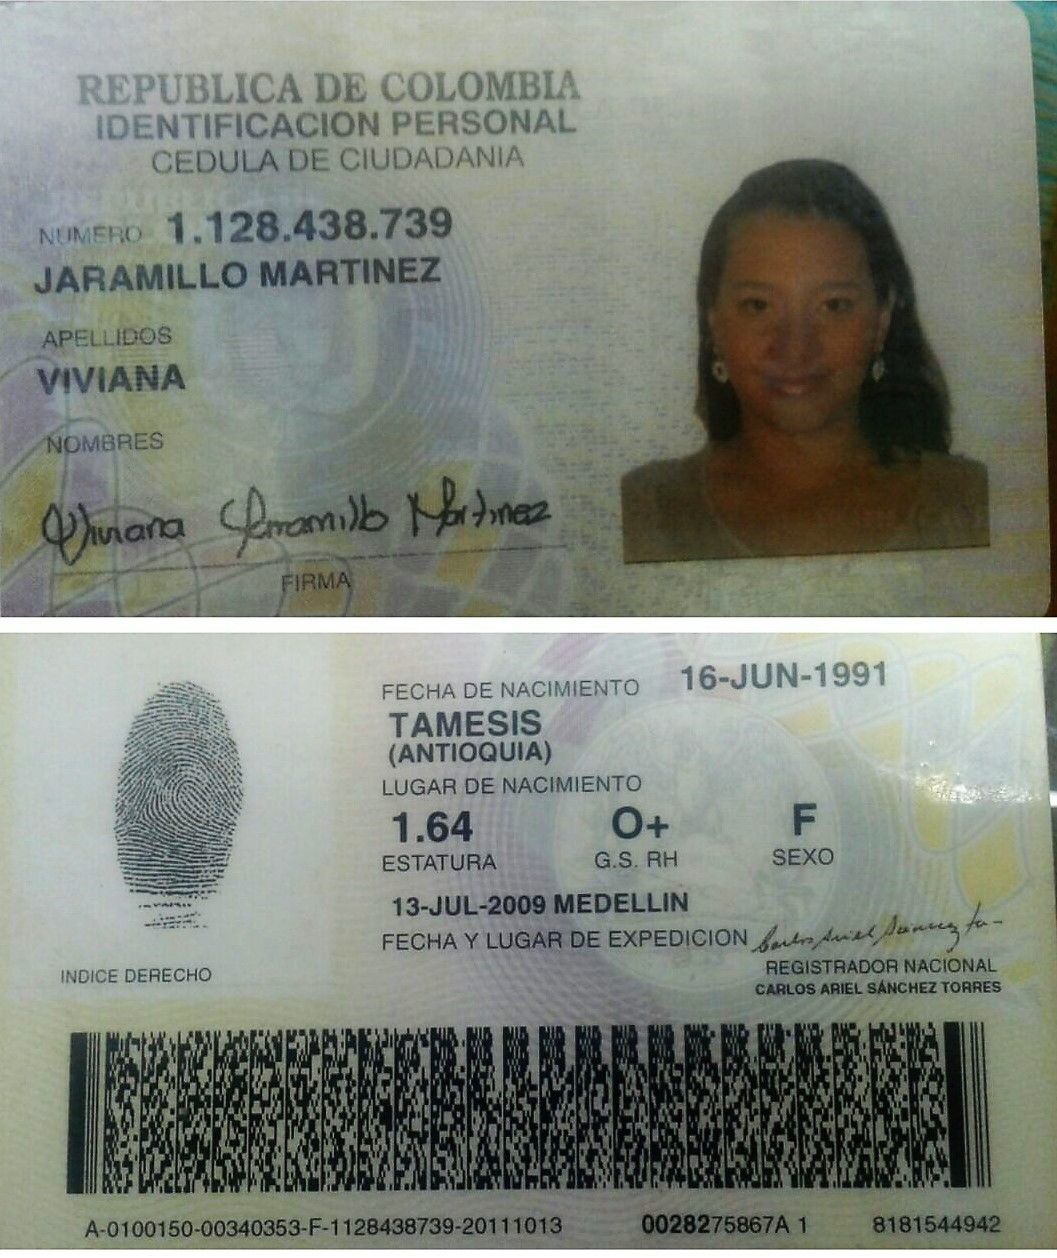 REPUBLICA DE COLOMBIA
IDENTIFICACION PERSONAL
CEDULA DE CIUDADANIA
NUMERO 1.128.438.739
JARAMILLO MARTINEZ
APELLIDOS
VIVIANA
NOMBRES
Viviana Jaramillo Martinez
FIRMA
FECHA DE NACIMIENTO 16-JUN-1991
TAMESIS
(ANTIOQUIA)
LUGAR DE NACIMIENTO
1.64 O+ F
ESTATURA G.S. RH SEXO
13-JUL-2009 MEDELLIN
FECHA Y LUGAR DE EXPEDICION
REGISTRADOR NACIONAL
CARLOS ARIEL SÁNCHEZ TORRES
INDICE DERECHO
A-0100150-00340353-F-1128438739-20111013 0028275867A 1 8181544942